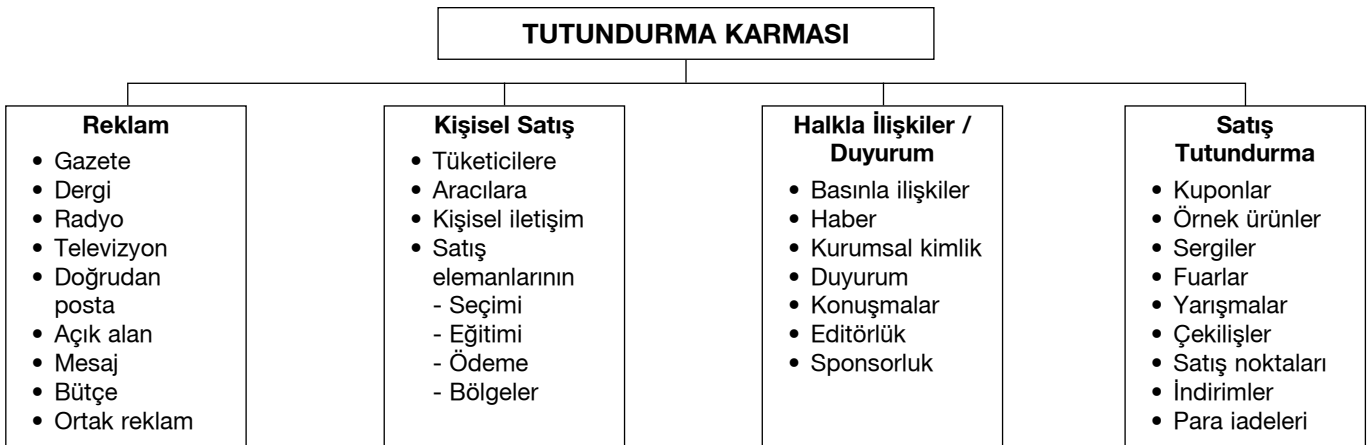 TUTUNDURMA KARMASI
Reklam
• Gazete
• Dergi
• Radyo
• Televizyon
• Doğrudan
posta
• Açık alan
• Mesaj
• Bütçe
• Ortak reklam
Kişisel Satış
• Tüketicilere
• Aracılara
• Kişisel iletişim
• Satış
elemanlarının
- Seçimi
- Eğitimi
- Ödeme
- Bölgeler
Halkla İlişkiler /
Duyurum
• Basınla ilişkiler
• Haber
• Kurumsal kimlik
• Duyurum
• Konuşmalar
• Editörlük
• Sponsorluk
Satış
Tutundurma
• Kuponlar
• Örnek ürünler
• Sergiler
• Fuarlar
• Yarışmalar
• Çekilişler
• Satış noktaları
• İndirimler
• Para iadeleri